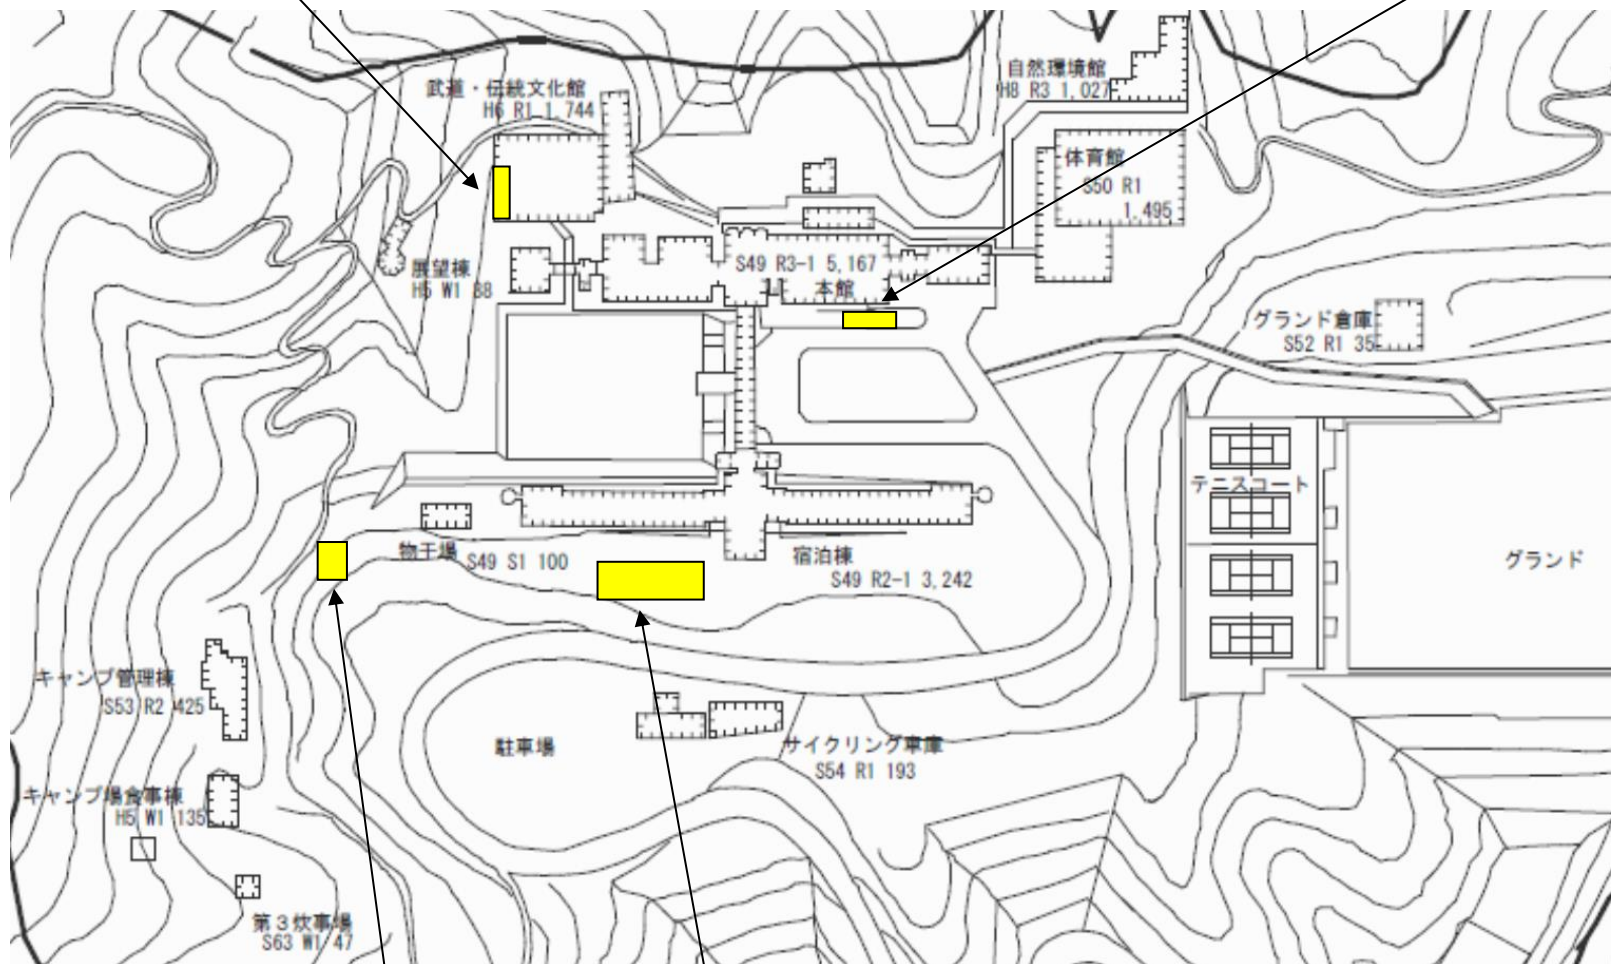 自然環境館
H8 R3 1,027
武道・伝統文化館
H6 R1 1,744
体育館
S50 R1
1,495
展望棟
H5 W1 88
S49 R3-1 5,167
本館
グランド倉庫
S52 R1 35
テニスコート
グランド
物干場
S49 S1 100
宿泊棟
S49 R2-1 3,242
キャンプ管理棟
S53 R2 425
駐車場
サイクリング車庫
S54 R1 193
キャンプ場食事棟
H5 W1 135
第3炊事場
S63 W1 47